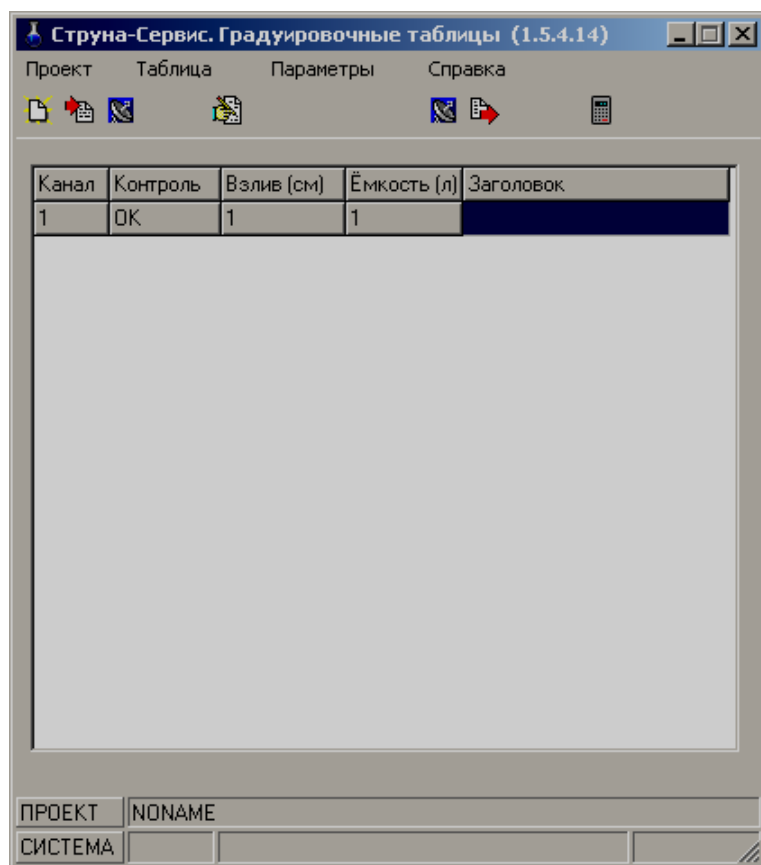 Струна-Сервис. Градуировочные таблицы (1.5.4.14)
Проект Таблица Параметры Справка
Канал Контроль Взлив (см) Ёмкость (л) Заголовок
1 OK 1 1
ПРОЕКТ NONAME
СИСТЕМА